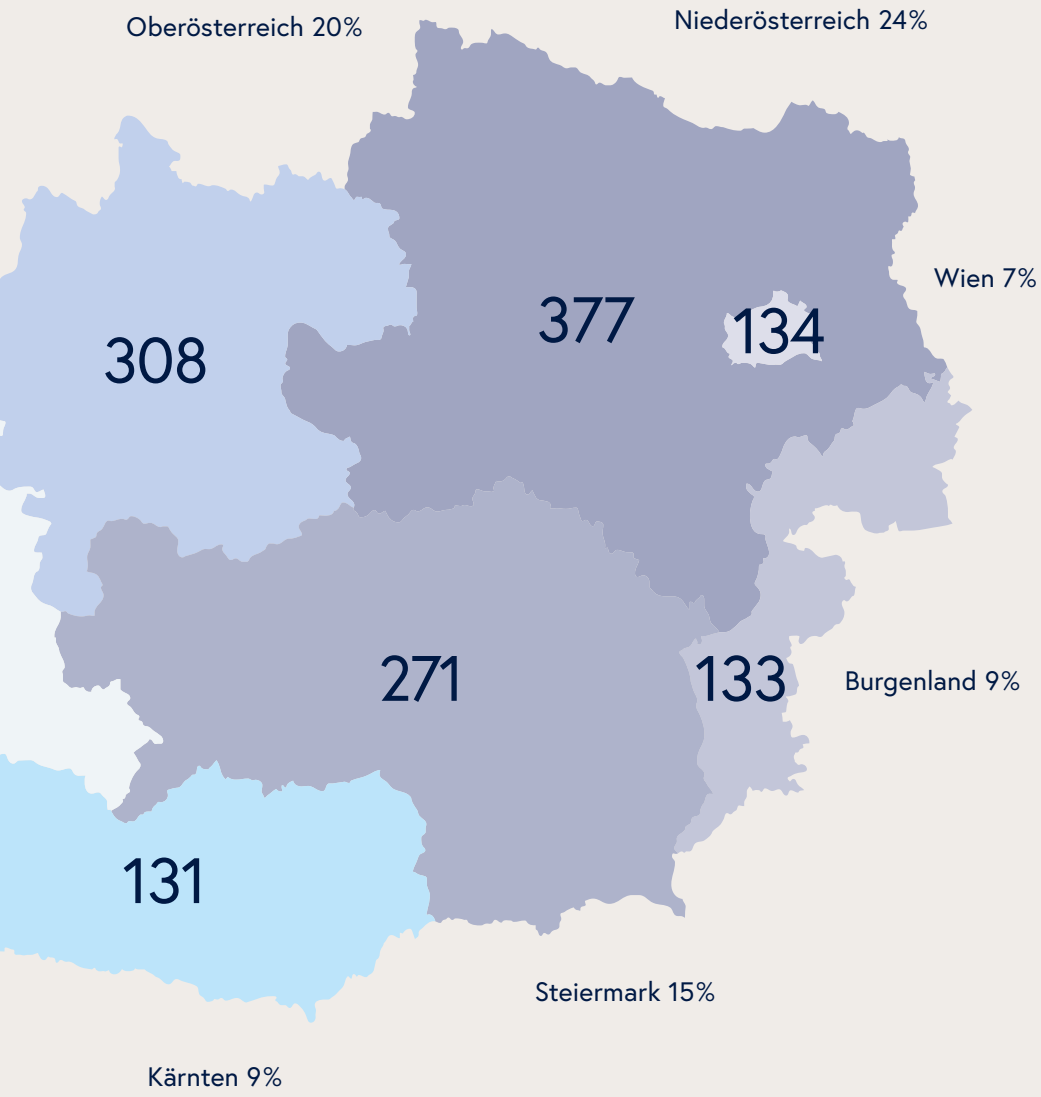 Oberösterreich 20%
Niederösterreich 24%
Wien 7%
377
134
308
271
133
Burgenland 9%
131
Steiermark 15%
Kärnten 9%